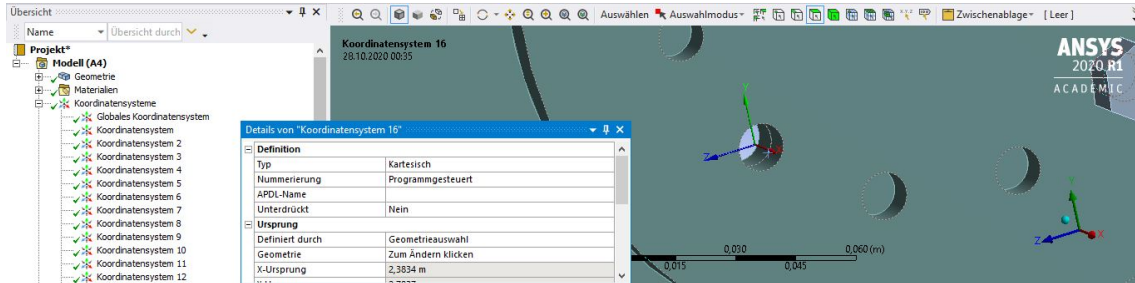 Übersicht
Auswählen Auswahlmodus Zwischenablage [ Leer ]
Name Übersicht durch
Projekt*
Modell (A4)
Geometrie
Materialien
Koordinatensysteme
Globales Koordinatensystem
Koordinatensystem
Koordinatensystem 2
Koordinatensystem 3
Koordinatensystem 4
Koordinatensystem 5
Koordinatensystem 6
Koordinatensystem 7
Koordinatensystem 8
Koordinatensystem 9
Koordinatensystem 10
Koordinatensystem 11
Koordinatensystem 12
Details von "Koordinatensystem 16"
Definition
Typ Kartesisch
Nummerierung Programmgesteuert
APDL-Name
Unterdrückt Nein
Ursprung
Definiert durch Geometrieauswahl
Geometrie Zum Ändern klicken
X-Ursprung 2,3834 m
Koordinatensystem 16
28.10.2020 00:35
ANSYS
2020 R1
ACADEMIC
Y
Z
Y
Z X
0,030 0,060 (m)
0,015 0,045